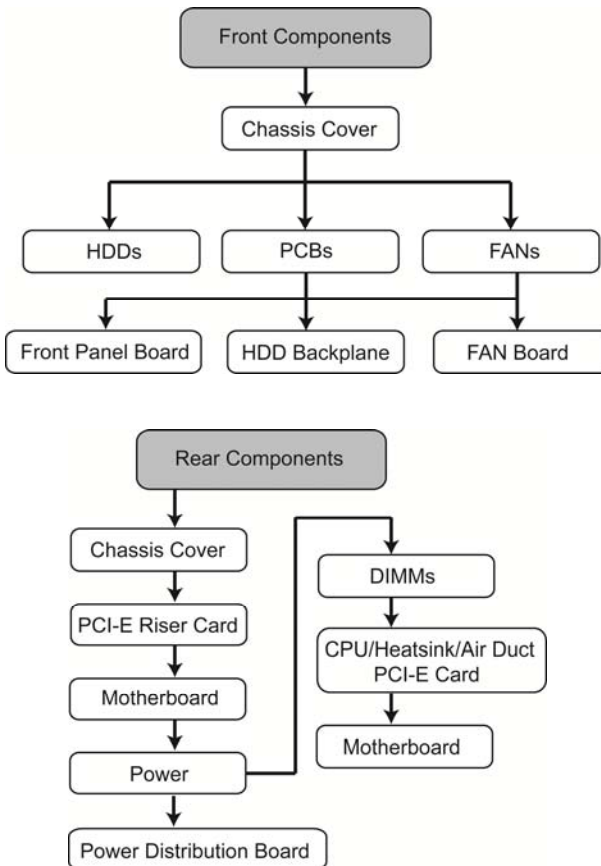 Front Components
Chassis Cover
HDDs
PCBs
FANs
Front Panel Board
HDD Backplane
FAN Board
Rear Components
Chassis Cover
PCI-E Riser Card
Motherboard
Power
Power Distribution Board
DIMMs
CPU/Heatsink/Air Duct
PCI-E Card
Motherboard